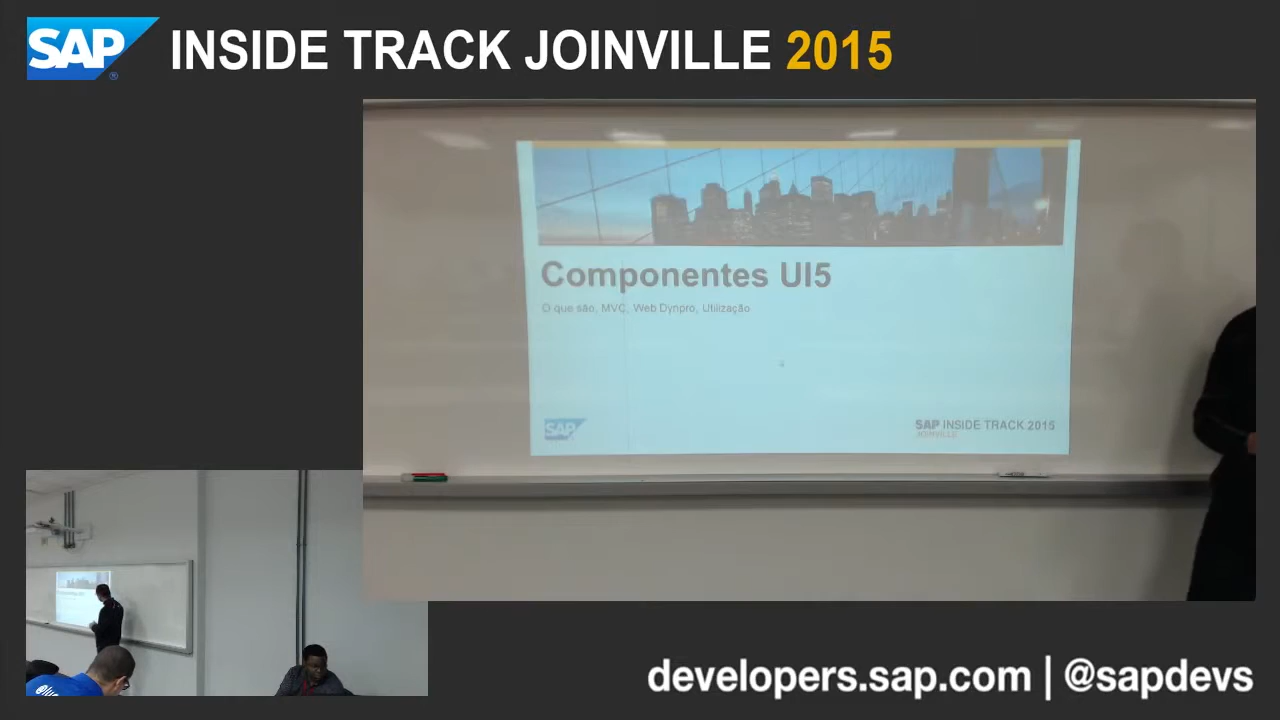 SAP
INSIDE TRACK JOINVILLE 2015
Componentes UI5
O que são, MVC, Web Dynpro, Utilização
SAP
SAP INSIDE TRACK 2015
JOINVILLE
developers.sap.com | @sapdevs